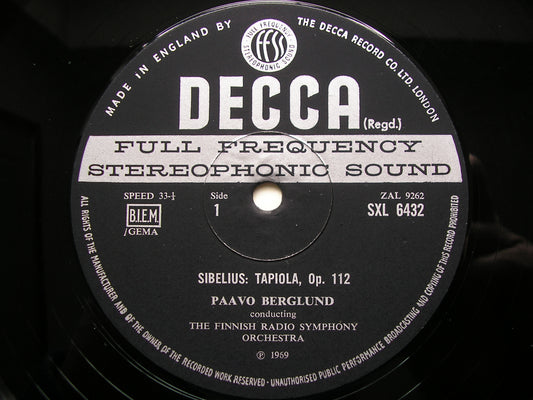 MADE IN ENGLAND BY
THE DECCA RECORD CO. LTD. LONDON
FULL FREQUENCY
ffss
STEREOPHONIC SOUND
DECCA
(Regd.)
FULL FREQUENCY
STEREOPHONIC SOUND
SPEED 33⅓
Side
ZAL 9262
B.I.E.M.
1
SXL 6432
/GEMA
SIBELIUS: TAPIOLA, Op. 112
PAAVO BERGLUND
conducting
THE FINNISH RADIO SYMPHONY
ORCHESTRA
℗ 1969
ALL RIGHTS OF THE MANUFACTURER AND OF THE OWNER OF THE RECORDED WORK RESERVED · UNAUTHORISED PUBLIC PERFORMANCE BROADCASTING AND COPYING OF THIS RECORD PROHIBITED